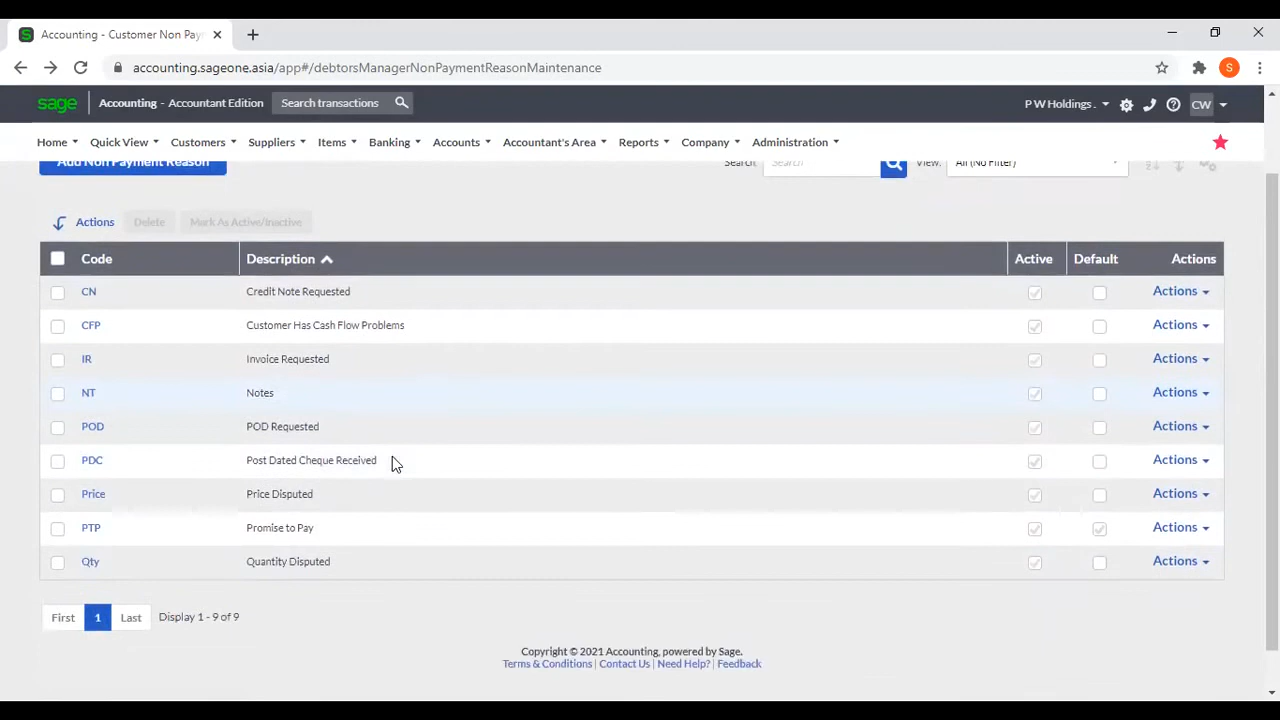 Accounting - Customer Non Pay
accounting.sageone.asia/app#/debtorsManagerNonPaymentReasonMaintenance
S
sage Accounting - Accountant Edition Search transactions P W Holdings . CW
Home Quick View Customers Suppliers Items Banking Accounts Accountant's Area Reports Company Administration
Add Non Payment Reason Search: Search View: All (No Filter)
Actions Delete Mark As Active/Inactive
Code Description Active Default Actions
CN Credit Note Requested Actions
CFP Customer Has Cash Flow Problems Actions
IR Invoice Requested Actions
NT Notes Actions
POD POD Requested Actions
PDC Post Dated Cheque Received Actions
Price Price Disputed Actions
PTP Promise to Pay Actions
Qty Quantity Disputed Actions
First 1 Last Display 1 - 9 of 9
Copyright © 2021 Accounting, powered by Sage.
Terms & Conditions | Contact Us | Need Help? | Feedback